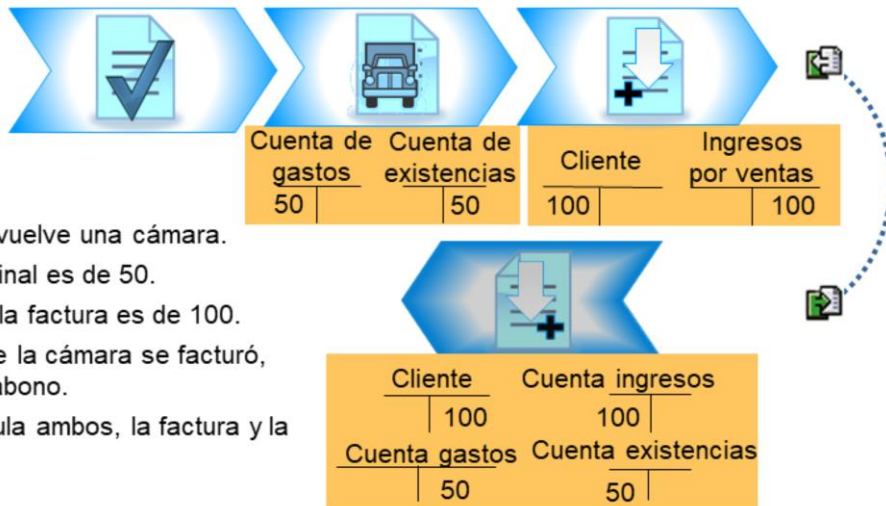 Cuenta de gastos
50
Cuenta de existencias
50
Cliente
100
Ingresos por ventas
100
vuelve una cámara.
inal es de 50.
la factura es de 100.
e la cámara se facturó,
abono.
ula ambos, la factura y la
Cliente
100
Cuenta ingresos
100
Cuenta gastos
50
Cuenta existencias
50